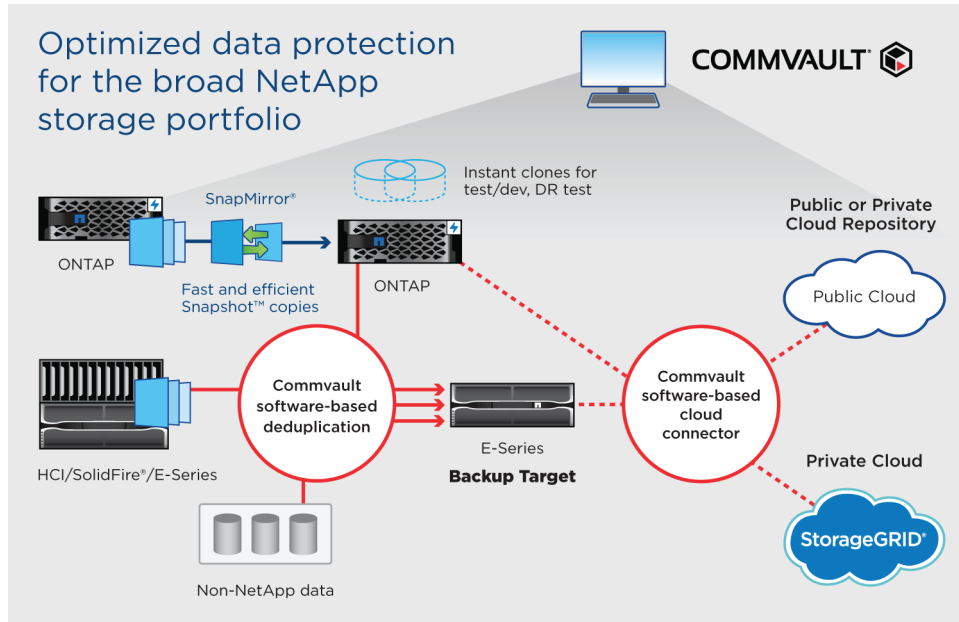 Optimized data protection
for the broad NetApp
storage portfolio
COMMVAULT®
Instant clones for
test/dev, DR test
SnapMirror®
ONTAP
ONTAP
Fast and efficient
Snapshot™ copies
Public or Private
Cloud Repository
Public Cloud
Commvault
software-based
deduplication
Commvault
software-based
cloud
connector
E-Series
Backup Target
HCI/SolidFire®/E-Series
Private Cloud
StorageGRID®
Non-NetApp data